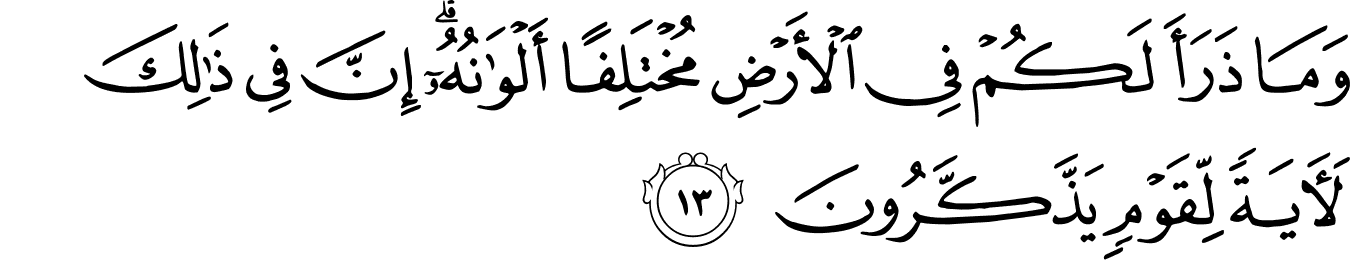 وَمَا ذَرَأَ لَكُمۡ فِي ٱلۡأَرۡضِ مُخۡتَلِفًا أَلۡوَٰنُهُۥٓۗ إِنَّ فِي ذَٰلِكَ
لَأٓيَةٗ لِّقَوۡمٖ يَذَّكَّرُونَ ١٣